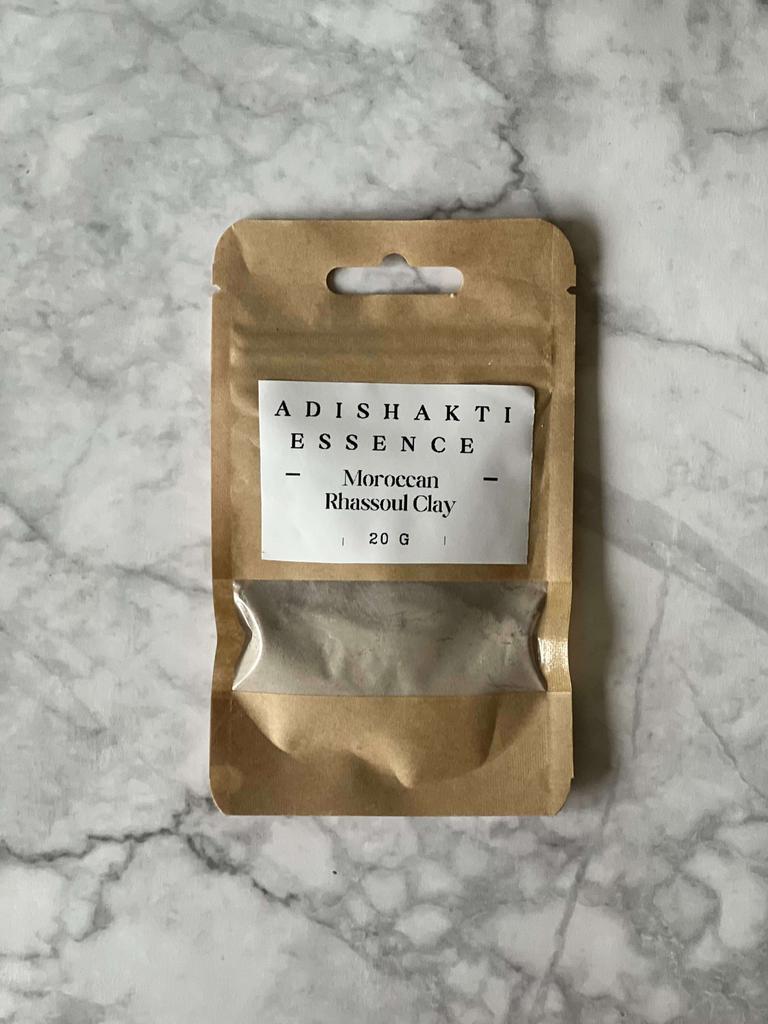 ADISHAKTI
ESSENCE
Moroccan
Rhassoul Clay
20 G